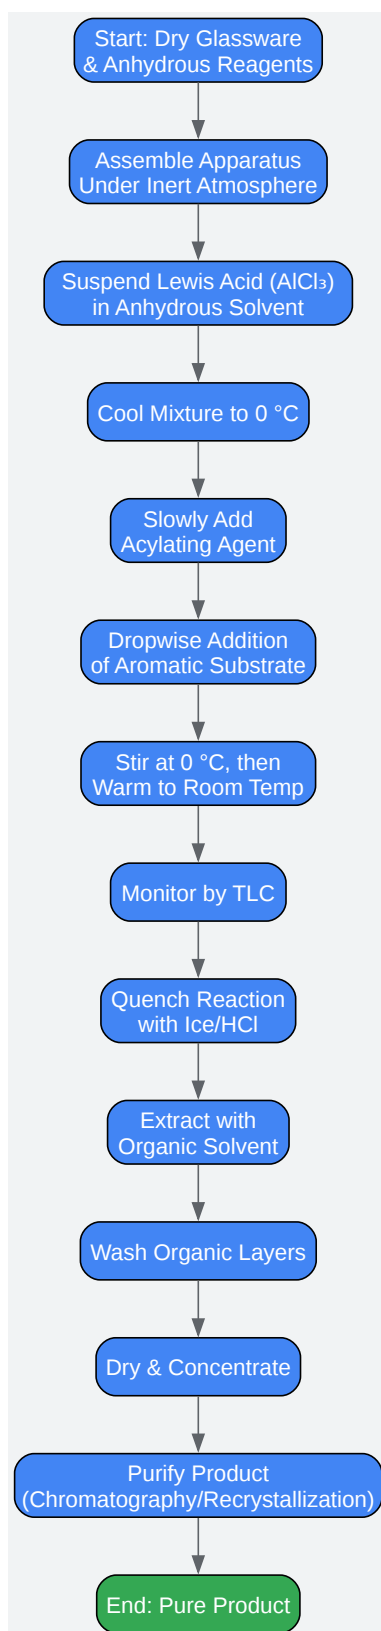 Start: Dry Glassware
& Anhydrous Reagents
Assemble Apparatus
Under Inert Atmosphere
Suspend Lewis Acid (AlCl₃)
in Anhydrous Solvent
Cool Mixture to 0 °C
Slowly Add
Acylating Agent
Dropwise Addition
of Aromatic Substrate
Stir at 0 °C, then
Warm to Room Temp
Monitor by TLC
Quench Reaction
with Ice/HCl
Extract with
Organic Solvent
Wash Organic Layers
Dry & Concentrate
Purify Product
(Chromatography/Recrystallization)
End: Pure Product